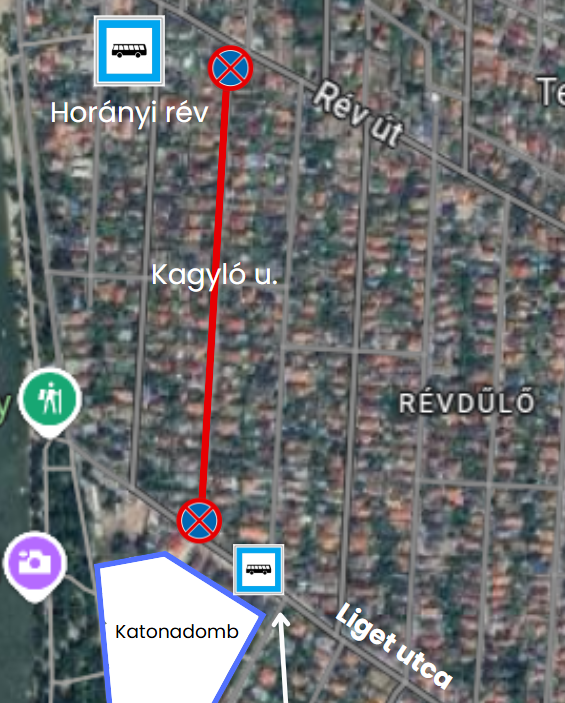 Te
Horányi rév
Rév út
Kagyló u.
y
RÉVDŰLŐ
Katonadomb
Liget utca